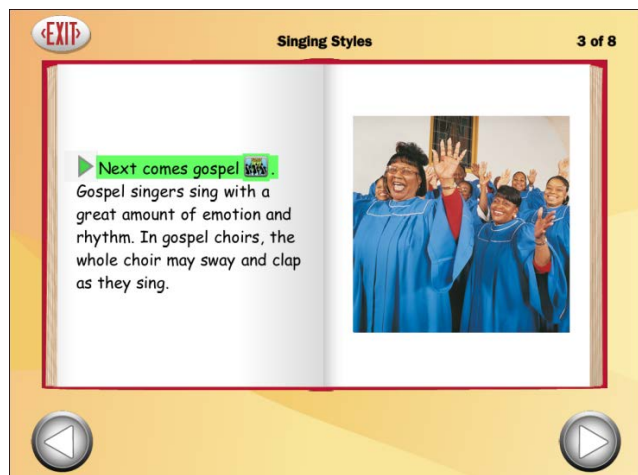 EXIT
Singing Styles
3 of 8
Next comes gospel .
Gospel singers sing with a
great amount of emotion and
rhythm. In gospel choirs, the
whole choir may sway and clap
as they sing.